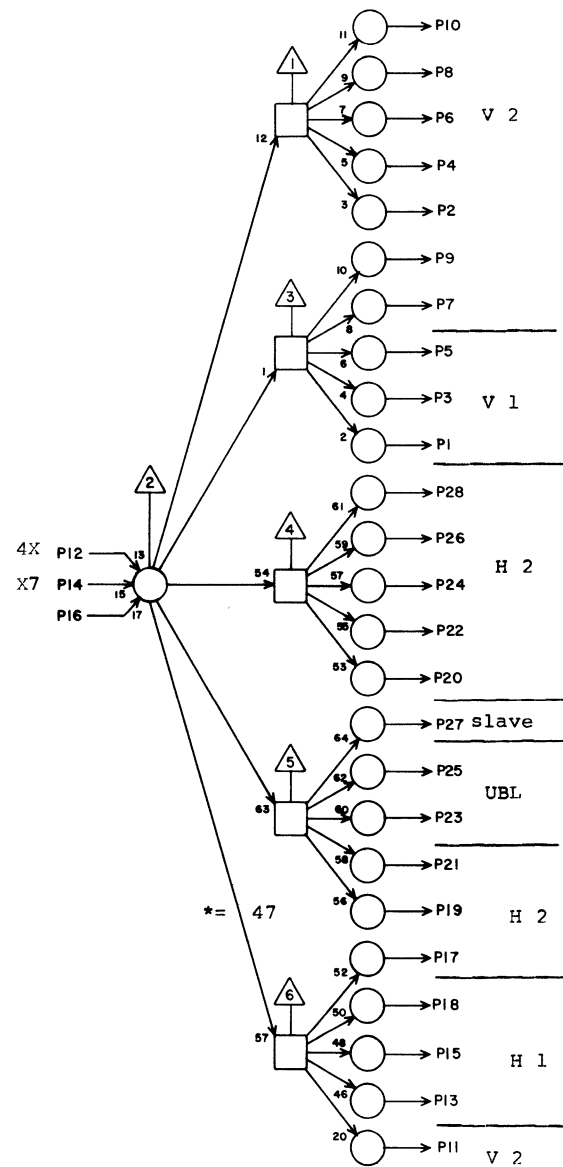 11 P10
1
9 P8
7 P6 V 2
12
5 P4
3 P2
10 P9
3
8 P7
6 P5
1
4 P3 V 1
2 P1
61 P28
2
4
59 P26
4X P12 13
54 57 P24 H 2
X7 P14 15
P16 17
55 P22
53 P20
64 P27 slave
5
62 P25
UBL
63 60 P23
58 P21
56 P19
*= 47 H 2
52 P17
6
50 P18
57 48 P15
H 1
46 P13
20 P11
V 2